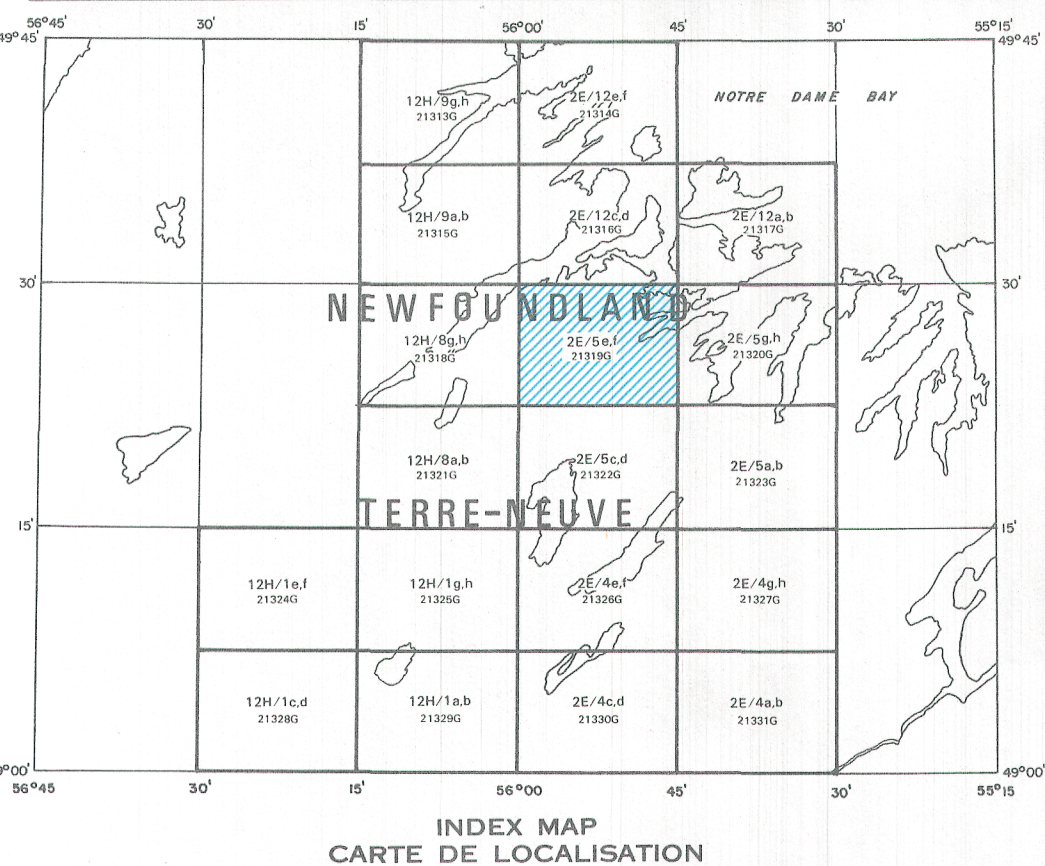 56°45' 30' 15' 56°00' 45' 30' 55°15'
49°45' 49°45'
12H/9g,h 2E/12e,f NOTRE DAME BAY
21313G 21314G
12H/9a,b 2E/12c,d 2E/12a,b
21315G 21316G 21317G
30' 30'
NEWFOUNDLAND
12H/8g,h 2E/5e,f 2E/5g,h
21318G 21319G 21320G
12H/8a,b 2E/5c,d 2E/5a,b
21321G 21322G 21323G
TERRE-NEUVE
15' 15'
12H/1e,f 12H/1g,h 2E/4e,f 2E/4g,h
21324G 21325G 21326G 21327G
12H/1c,d 12H/1a,b 2E/4c,d 2E/4a,b
21328G 21329G 21330G 21331G
9°00' 49°00'
56°45' 30' 15' 56°00' 45' 30' 55°15'
INDEX MAP
CARTE DE LOCALISATION